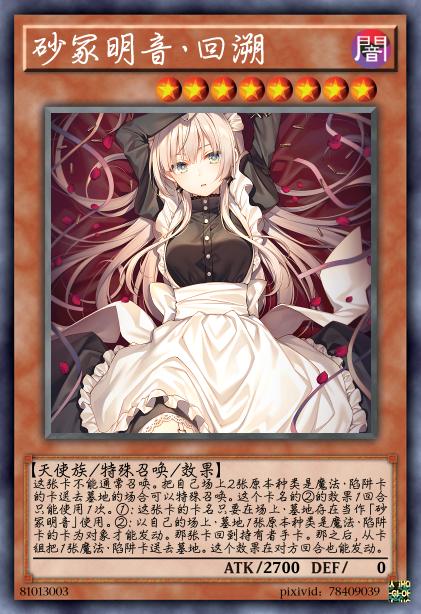 砂冢明音·回溯
闇
【天使族/特殊召唤/效果】
这张卡不能通常召唤。把自己场上2张原本种类是魔法·陷阱卡
的卡送去墓地的场合可以特殊召唤。这个卡名的②的效果1回合
只能使用1次。①：这张卡的卡名只要在场上·墓地存在当作「砂
冢明音」使用。②：以自己的场上·墓地1张原本种类是魔法·陷阱
卡的卡为对象才能发动。那张卡回到持有者手卡。那之后，从卡
组把1张魔法·陷阱卡送去墓地。这个效果在对方回合也能发动。
ATK/2700 DEF/ 0
81013003 pixivid: 78409039